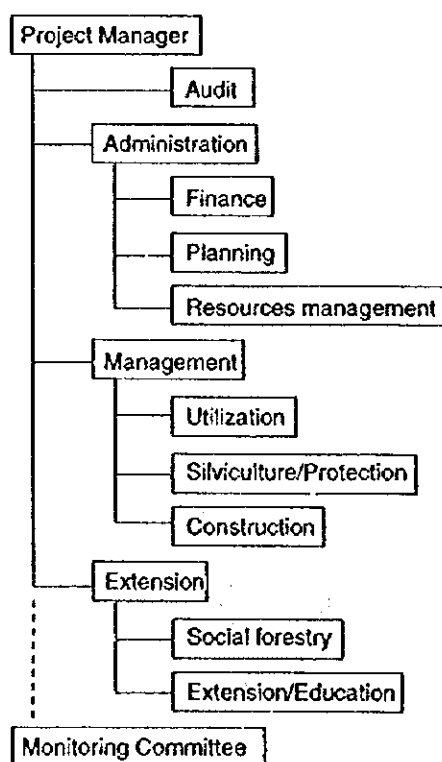 Project Manager
Audit
Administration
Finance
Planning
Resources management
Management
Utilization
Silviculture/Protection
Construction
Extension
Social forestry
Extension/Education
Monitoring Committee